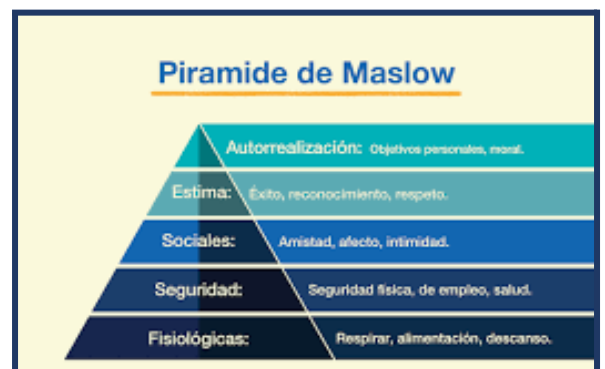 Piramide de Maslow
Autorrealización: Objetivos personales, moral.
Estima: Éxito, reconocimiento, respeto.
Sociales: Amistad, afecto, intimidad.
Seguridad: Seguridad física, de empleo, salud.
Fisiológicas: Respirar, alimentación, descanso.